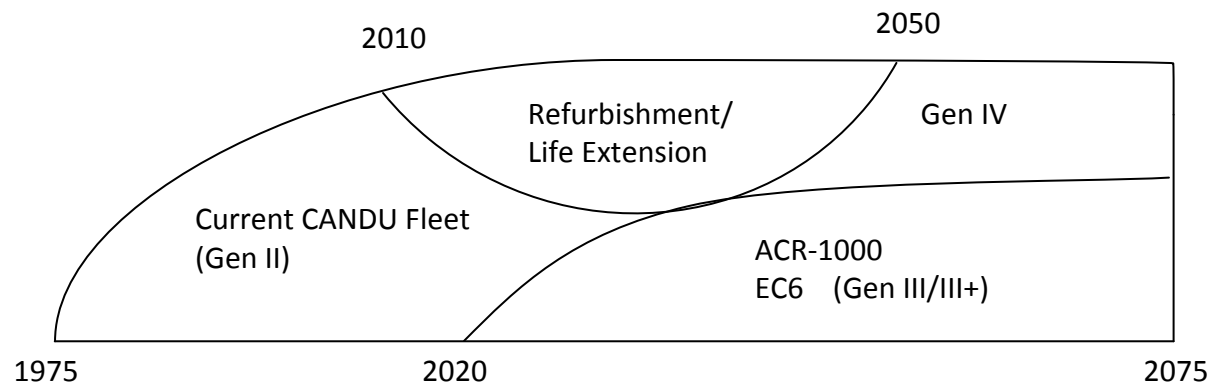 2010
2050
Refurbishment/
Life Extension
Gen IV
Current CANDU Fleet
(Gen II)
ACR-1000
EC6 (Gen III/III+)
1975
2020
2075